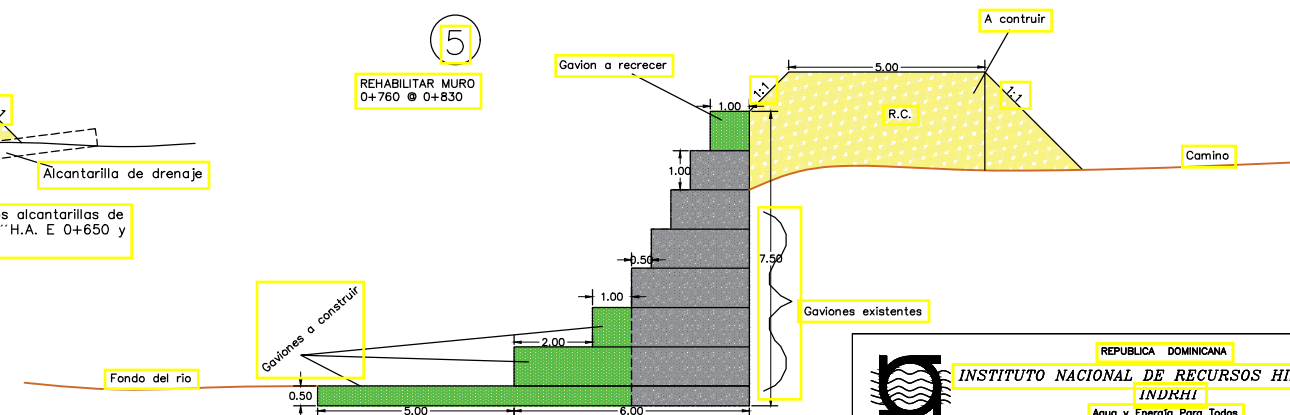 A contruir
5
Gavion a recrecer
5.00
REHABILITAR MURO
0+760 @ 0+830
1:1
1:1
1.00
R.C.
Camino
1.00
Alcantarilla de drenaje
s alcantarillas de
H.A. E 0+650 y
0.50
7.50
1.00
Gaviones a construir
Gaviones existentes
2.00
REPUBLICA DOMINICANA
Fondo del rio
INSTITUTO NACIONAL DE RECURSOS HI
0.50
INDRHI
5.00
6.00
Agua y Energía Para Todos